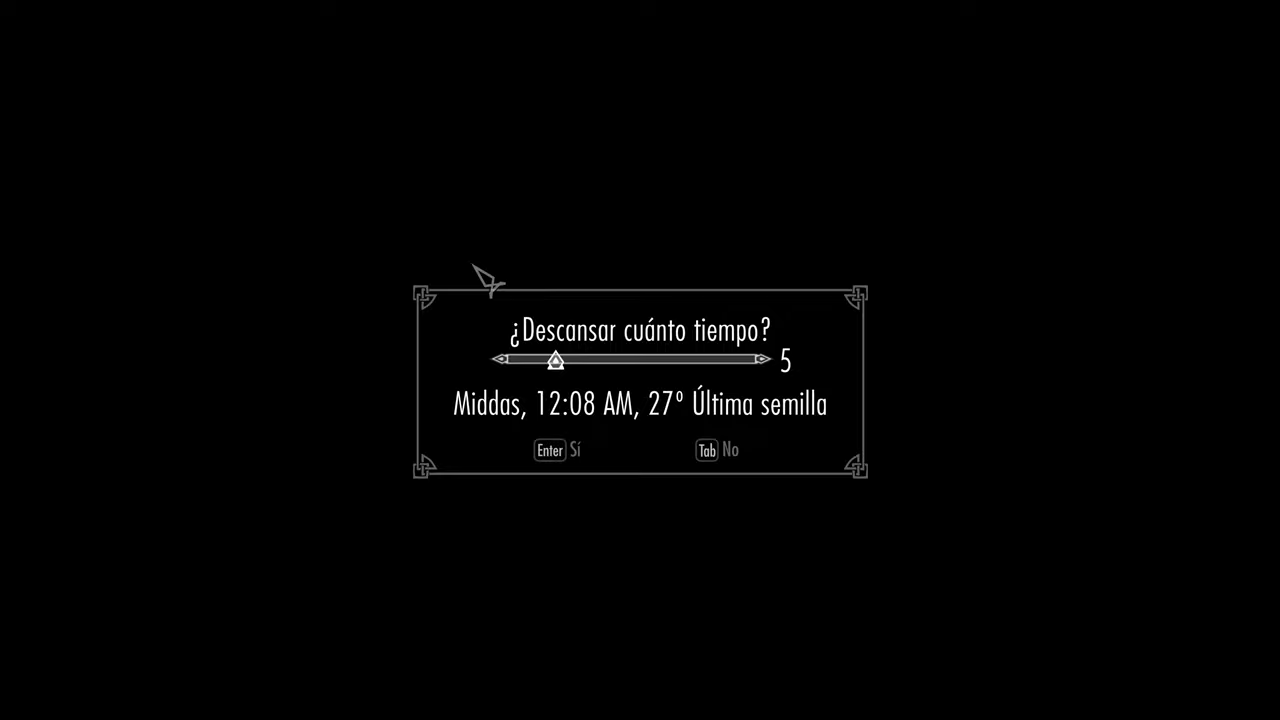 ¿Descansar cuánto tiempo?
5
Middas, 12:08 AM, 27º Última semilla
Enter Sí Tab No